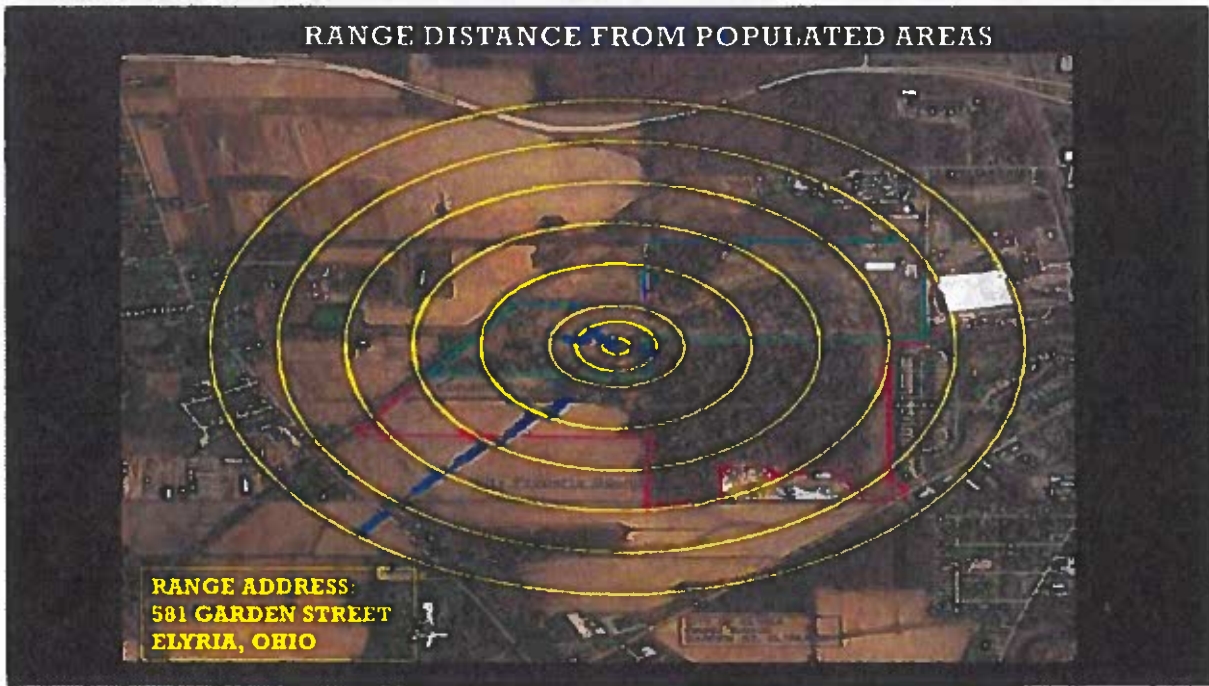 RANGE DISTANCE FROM POPULATED AREAS
RANGE ADDRESS:
581 GARDEN STREET
ELYRIA, OHIO